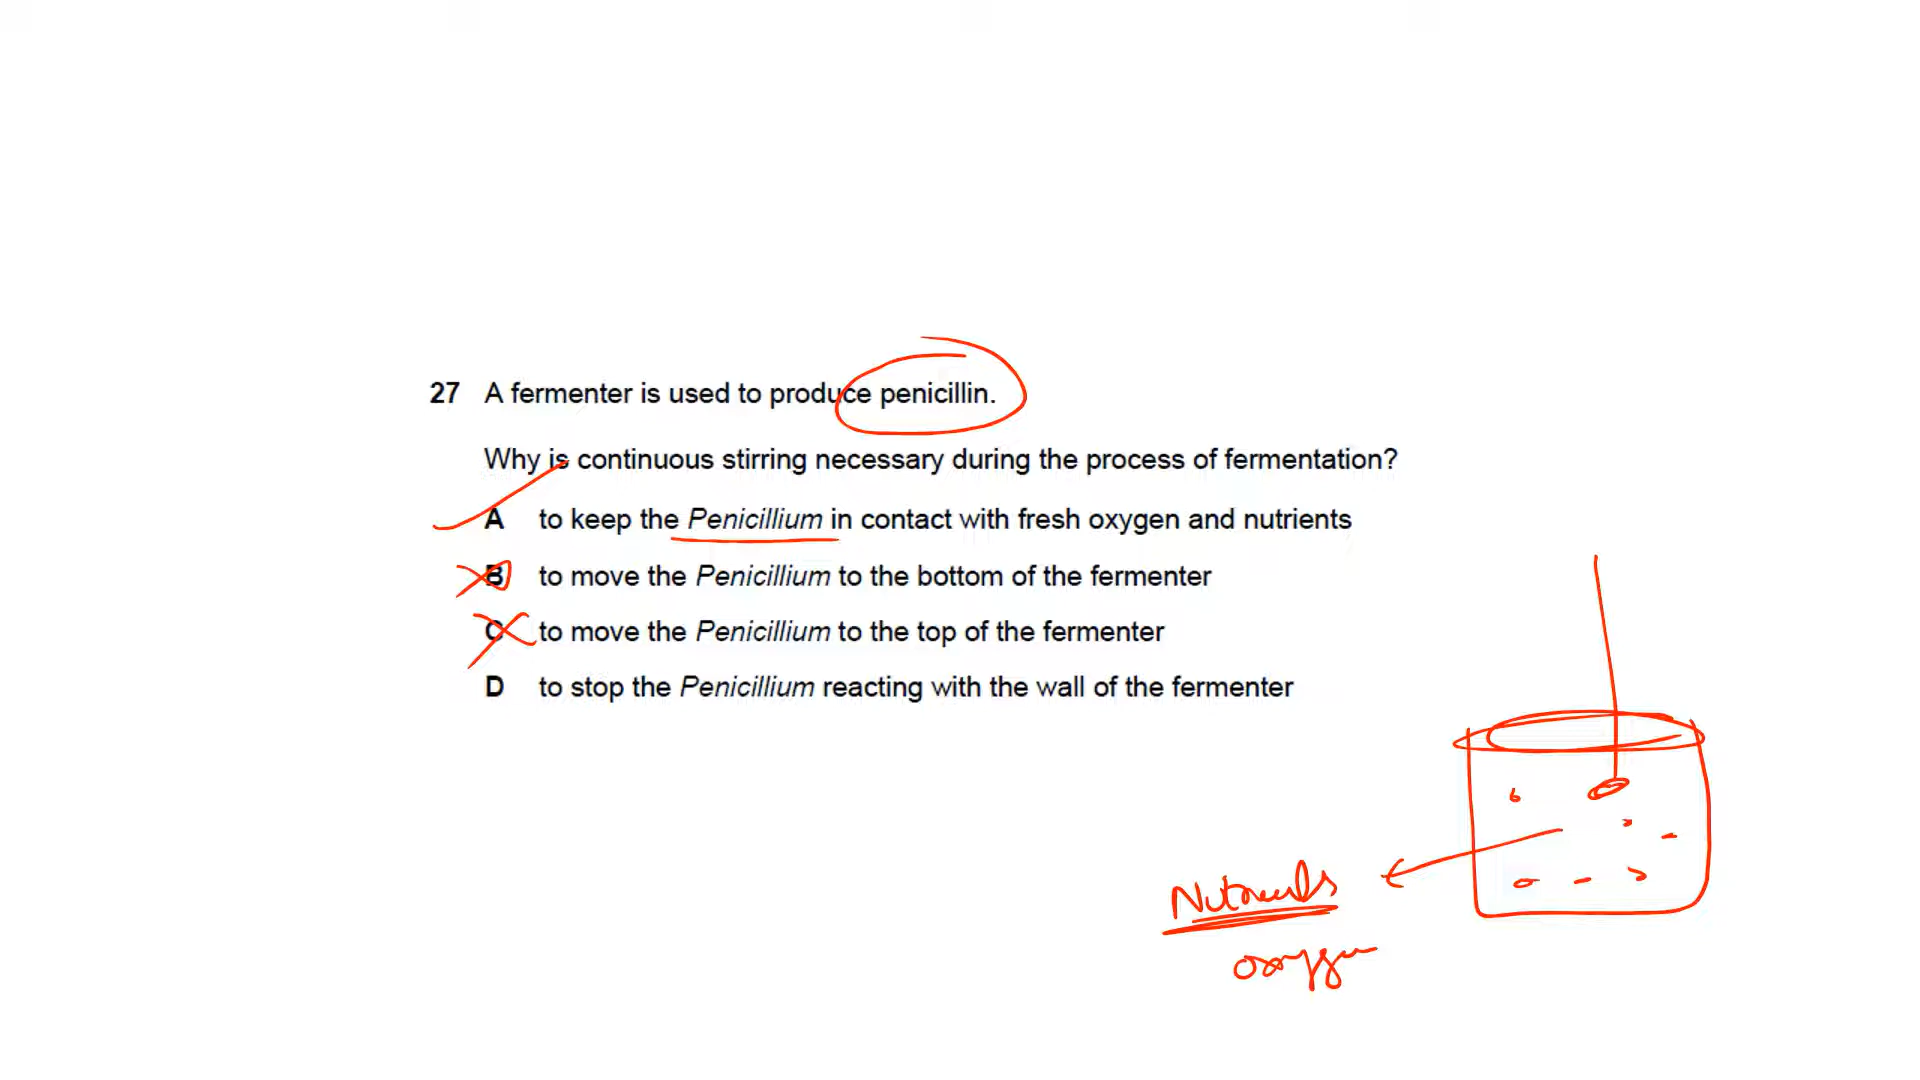 27 A fermenter is used to produce penicillin.
Why is continuous stirring necessary during the process of fermentation?
A to keep the Penicillium in contact with fresh oxygen and nutrients
B to move the Penicillium to the bottom of the fermenter
C to move the Penicillium to the top of the fermenter
D to stop the Penicillium reacting with the wall of the fermenter
Nutrients
oxygen